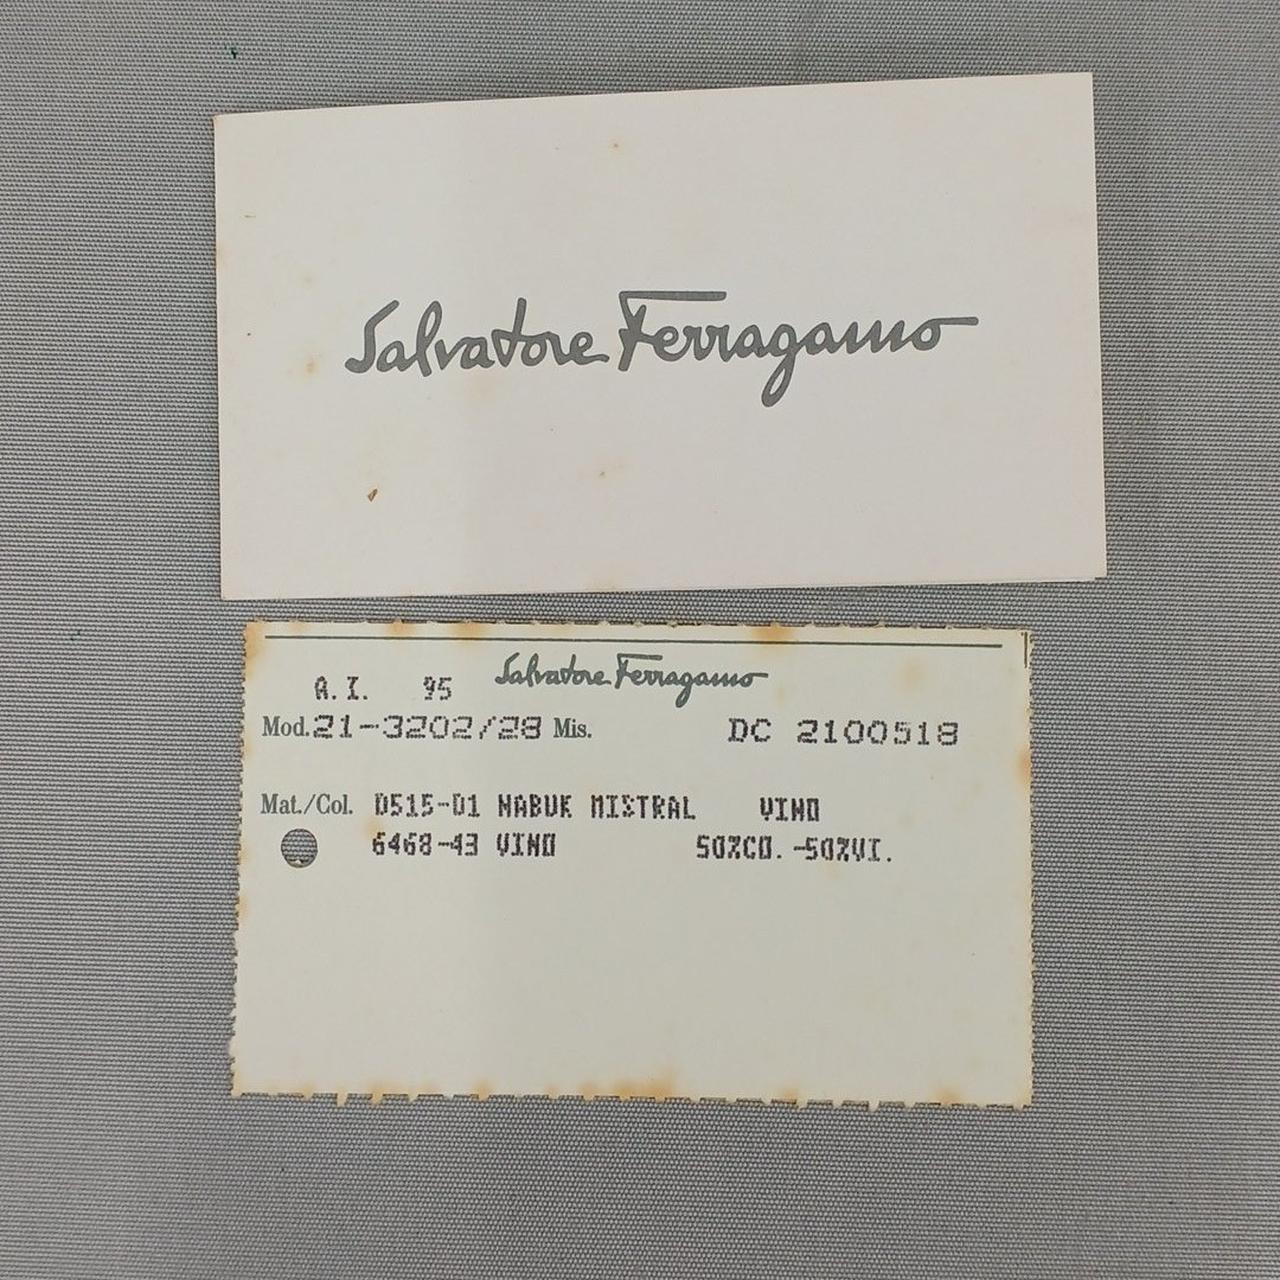 Salvatore Ferragamo
Salvatore Ferragamo
A.I. 95
Mod. 21-3202/28 Mis. DC 2100518
Mat./Col. D515-01 NABUK MISTRAL VINO
6468-43 VINO 50%CO.-50%VI.